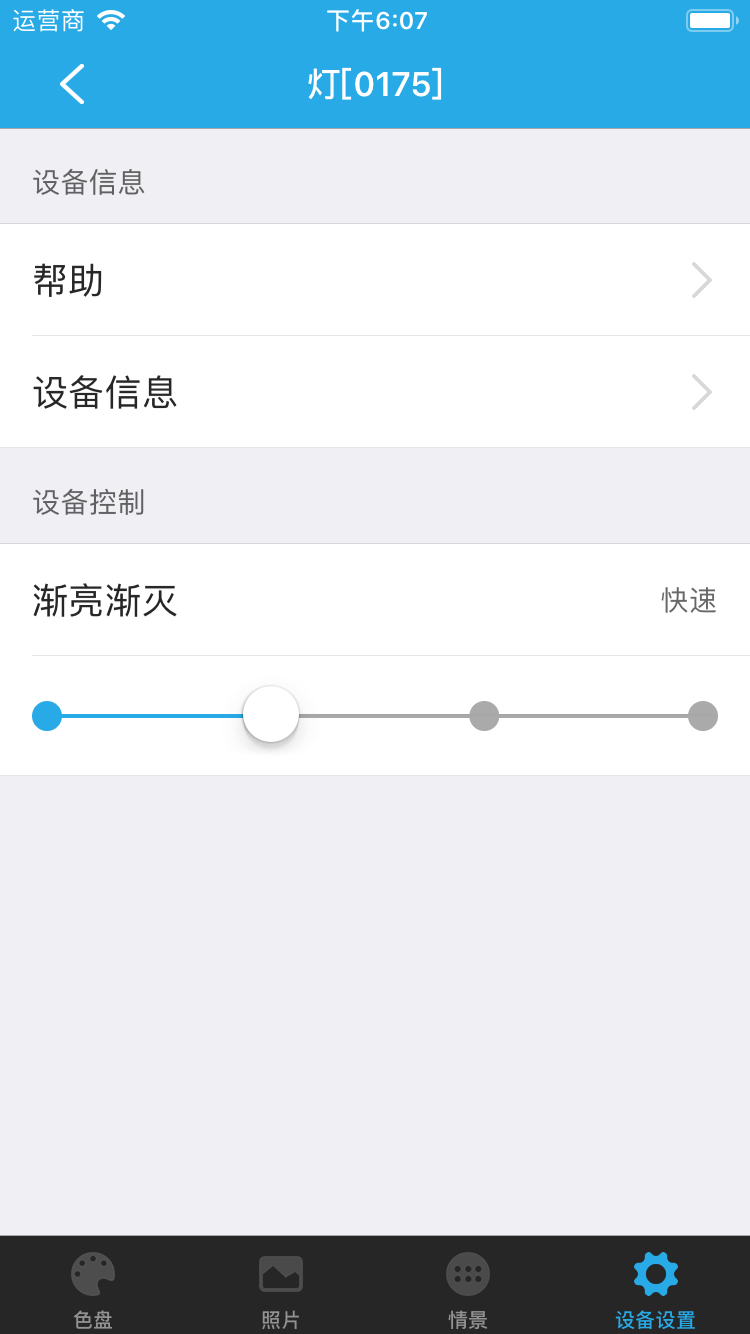 运营商
下午6:07
灯[0175]
设备信息
帮助
设备信息
设备控制
渐亮渐灭
快速
色盘
照片
情景
设备设置